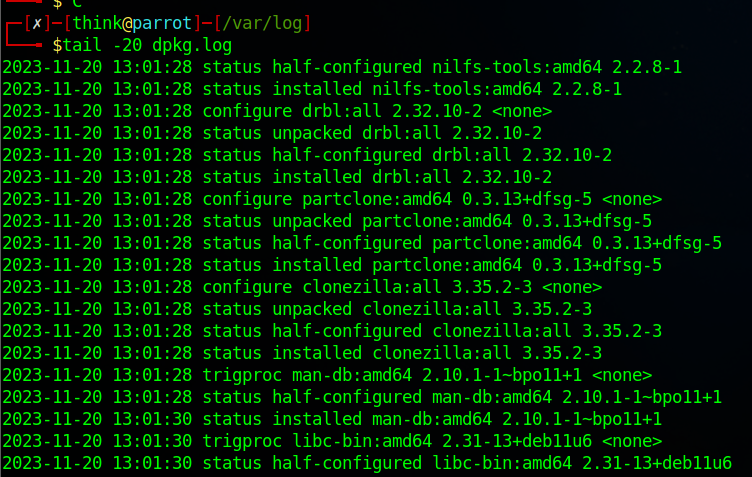 $ C
┌─[✗]─[think@parrot]─[/var/log]
└──╼ $tail -20 dpkg.log
2023-11-20 13:01:28 status half-configured nilfs-tools:amd64 2.2.8-1
2023-11-20 13:01:28 status installed nilfs-tools:amd64 2.2.8-1
2023-11-20 13:01:28 configure drbl:all 2.32.10-2 <none>
2023-11-20 13:01:28 status unpacked drbl:all 2.32.10-2
2023-11-20 13:01:28 status half-configured drbl:all 2.32.10-2
2023-11-20 13:01:28 status installed drbl:all 2.32.10-2
2023-11-20 13:01:28 configure partclone:amd64 0.3.13+dfsg-5 <none>
2023-11-20 13:01:28 status unpacked partclone:amd64 0.3.13+dfsg-5
2023-11-20 13:01:28 status half-configured partclone:amd64 0.3.13+dfsg-5
2023-11-20 13:01:28 status installed partclone:amd64 0.3.13+dfsg-5
2023-11-20 13:01:28 configure clonezilla:all 3.35.2-3 <none>
2023-11-20 13:01:28 status unpacked clonezilla:all 3.35.2-3
2023-11-20 13:01:28 status half-configured clonezilla:all 3.35.2-3
2023-11-20 13:01:28 status installed clonezilla:all 3.35.2-3
2023-11-20 13:01:28 trigproc man-db:amd64 2.10.1-1~bpo11+1 <none>
2023-11-20 13:01:28 status half-configured man-db:amd64 2.10.1-1~bpo11+1
2023-11-20 13:01:30 status installed man-db:amd64 2.10.1-1~bpo11+1
2023-11-20 13:01:30 trigproc libc-bin:amd64 2.31-13+deb11u6 <none>
2023-11-20 13:01:30 status half-configured libc-bin:amd64 2.31-13+deb11u6